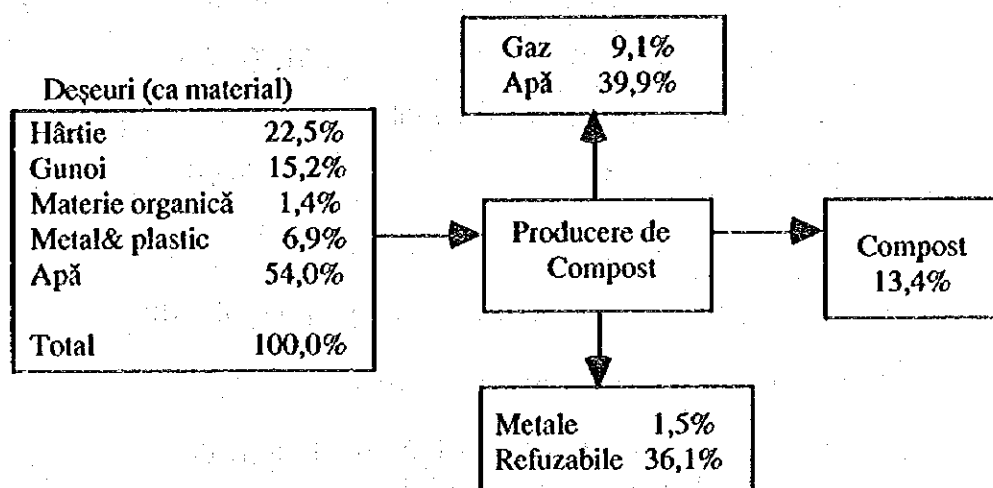 Gaz 9,1%
Apă 39,9%
Deşeuri (ca material)
Hârtie 22,5%
Gunoi 15,2%
Materie organică 1,4%
Metal& plastic 6,9%
Apă 54,0%
Total 100,0%
Producere de
Compost
Compost
13,4%
Metale 1,5%
Refuzabile 36,1%